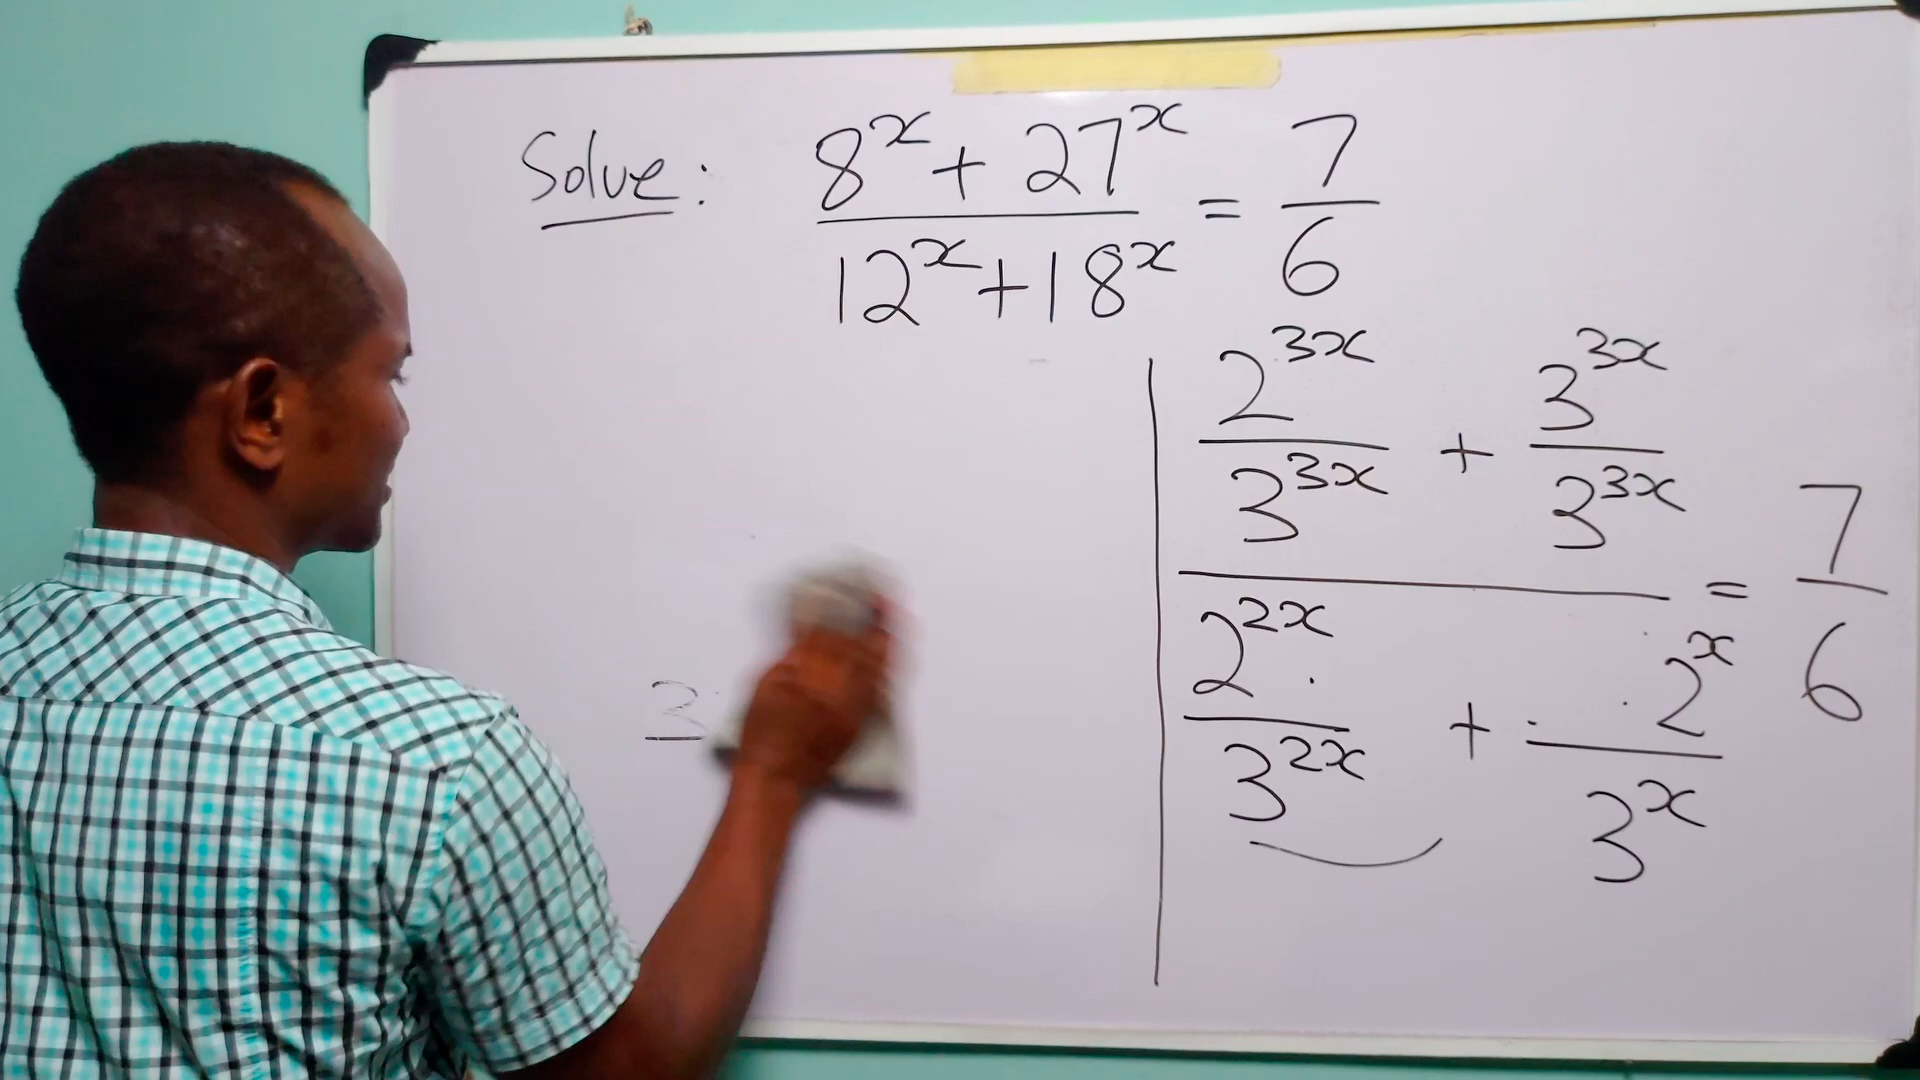 Solve: 8^x + 27^x / 12^x + 18^x = 7/6
2^3x / 3^3x + 3^3x / 3^3x
2^2x . / 3^2x + . . 2^x / 3^x
= 7/6
3